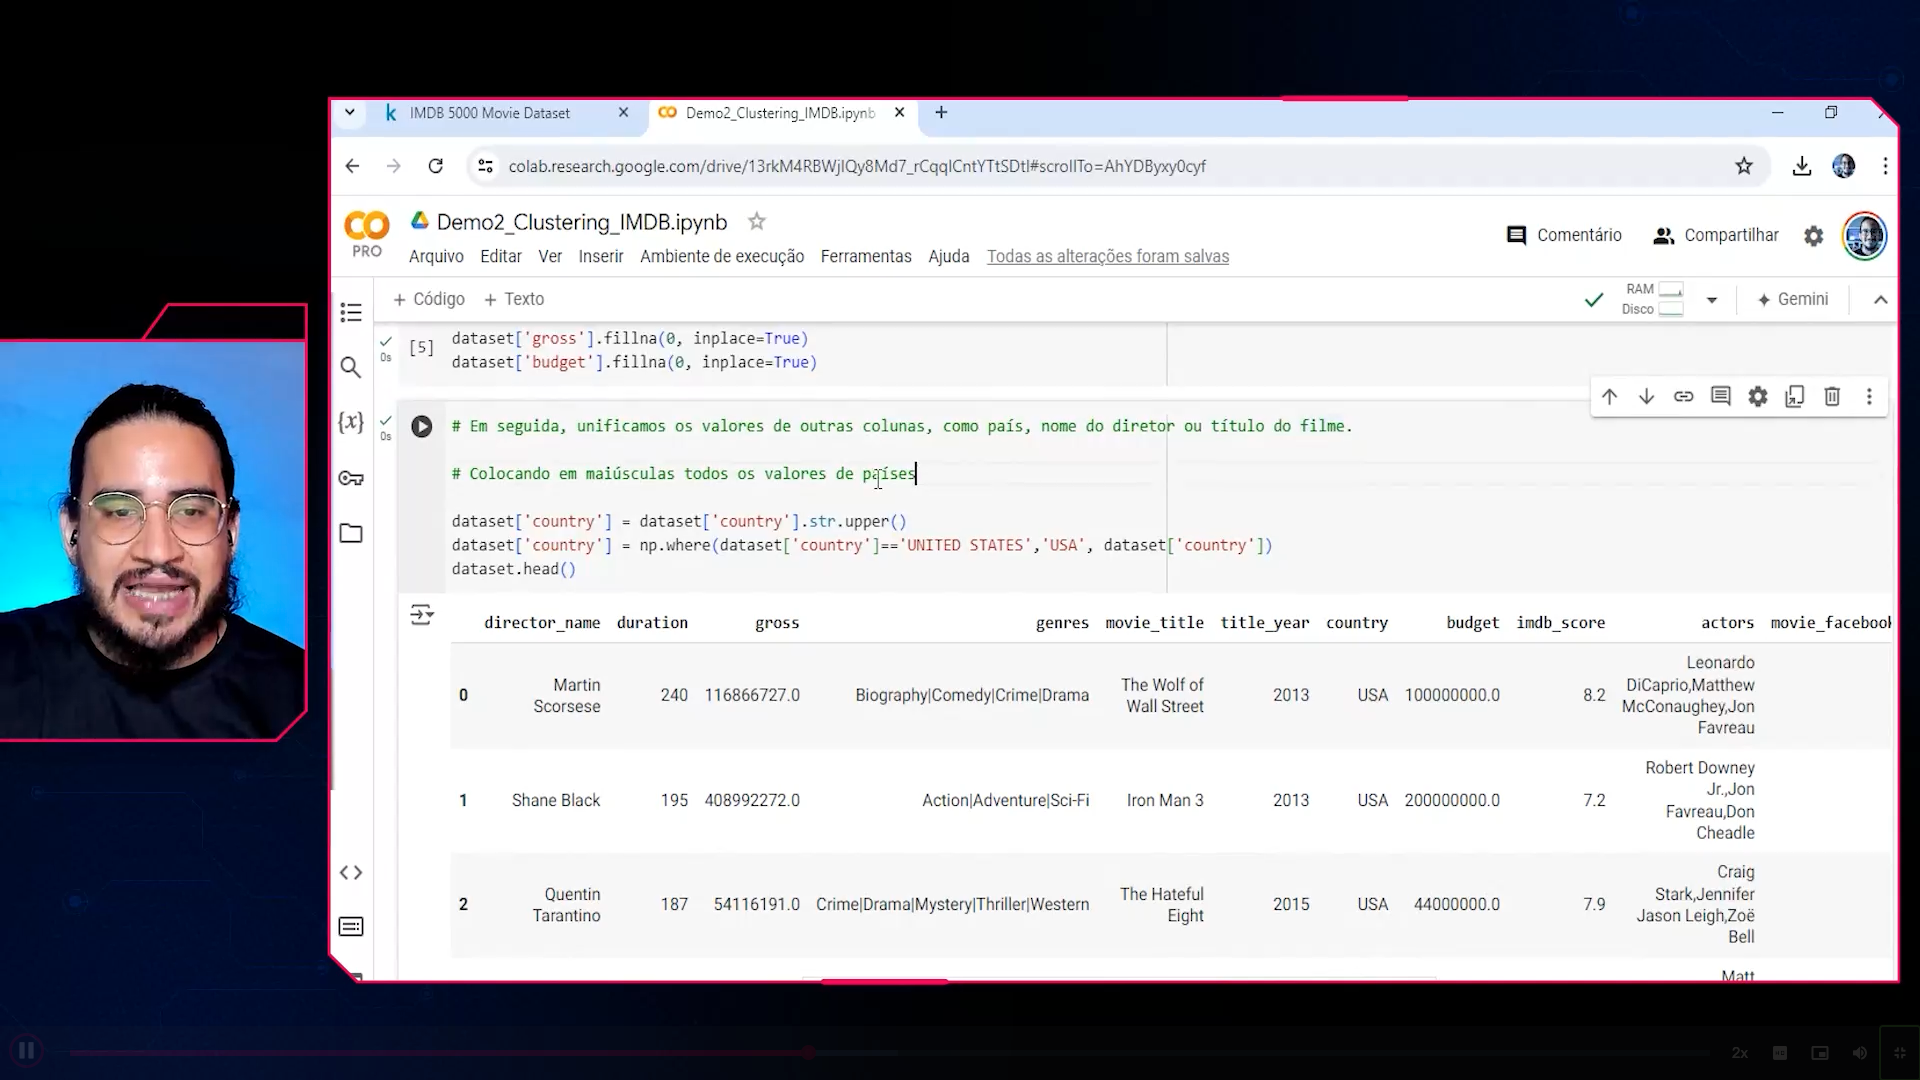 IMDB 5000 Movie Dataset
Demo2_Clustering_IMDB.ipynb
colab.research.google.com/drive/13rkM4RBWjIQy8Md7_rCqqlCntYTtSDtI#scrollTo=AhYDByxy0cyf
CO
PRO
Demo2_Clustering_IMDB.ipynb
Comentário Compartilhar
Arquivo Editar Ver Inserir Ambiente de execução Ferramentas Ajuda Todas as alterações foram salvas
+ Código + Texto
RAM
Disco
Gemini
[5]
0s
dataset['gross'].fillna(0, inplace=True)
dataset['budget'].fillna(0, inplace=True)
{x}
0s
# Em seguida, unificamos os valores de outras colunas, como país, nome do diretor ou título do filme.
# Colocando em maiúsculas todos os valores de países
dataset['country'] = dataset['country'].str.upper()
dataset['country'] = np.where(dataset['country']=='UNITED STATES','USA', dataset['country'])
dataset.head()
director_name duration gross genres movie_title title_year country budget imdb_score actors movie_facebook
0 Martin Scorsese 240 116866727.0 Biography|Comedy|Crime|Drama The Wolf of Wall Street 2013 USA 100000000.0 8.2 Leonardo DiCaprio,Matthew McConaughey,Jon Favreau
1 Shane Black 195 408992272.0 Action|Adventure|Sci-Fi Iron Man 3 2013 USA 200000000.0 7.2 Robert Downey Jr.,Jon Favreau,Don Cheadle
2 Quentin Tarantino 187 54116191.0 Crime|Drama|Mystery|Thriller|Western The Hateful Eight 2015 USA 44000000.0 7.9 Craig Stark,Jennifer Jason Leigh,Zoë Bell
Matt
2x